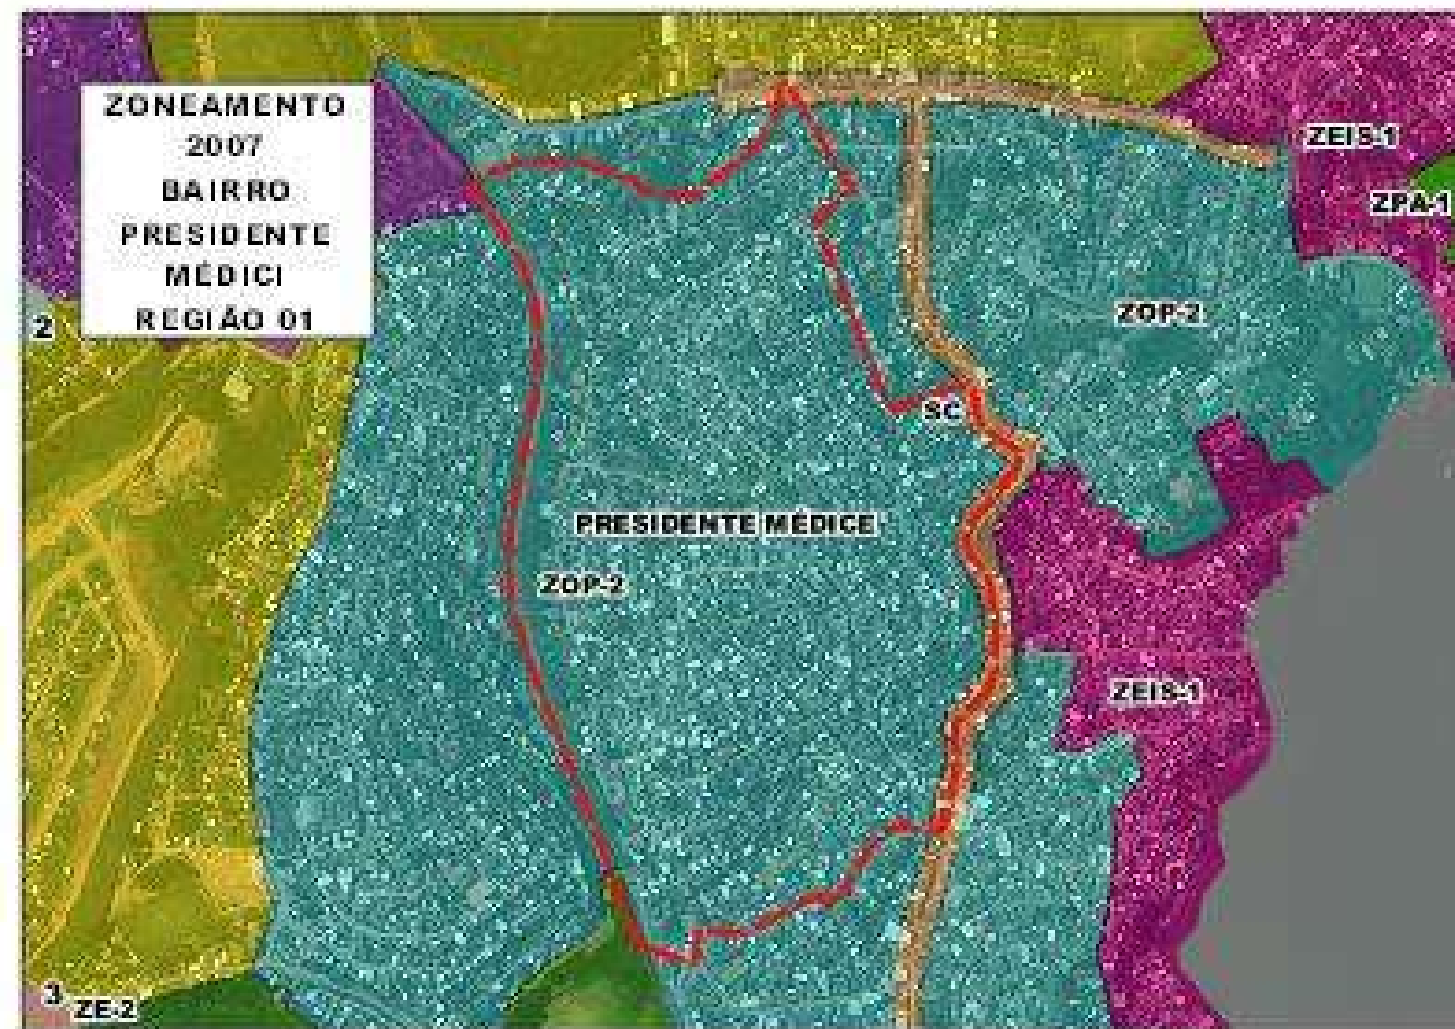 ZONEAMENTO
2007
BAIRRO
PRESIDENTE
MÉDICI
REGIÃO 01
ZEIS-1
ZPA-1
ZOP-2
2
SC
PRESIDENTE MÉDICE
ZOP-2
ZEIS-1
3
ZE-2